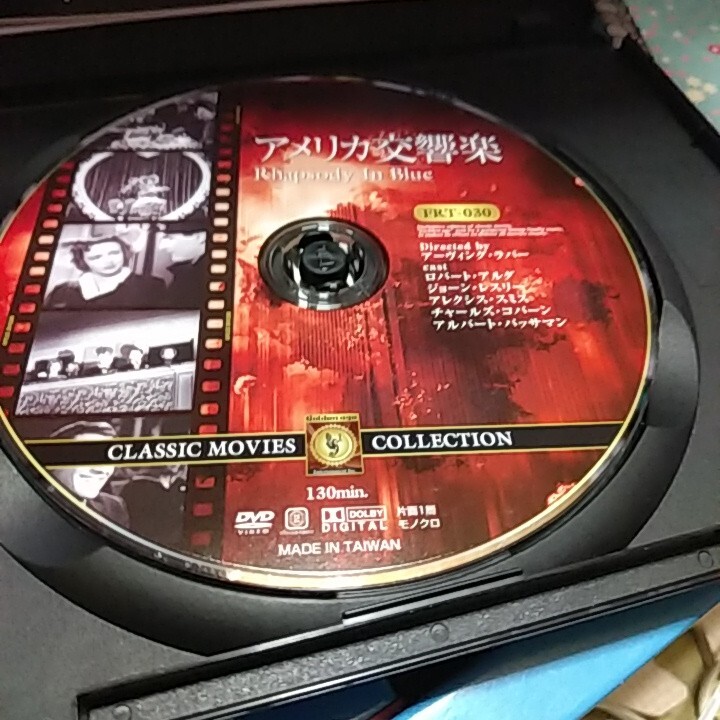 アメリカ交響楽
Rhapsody In Blue
FRT-030
Directed by
アーヴィング・ラパー
cast
ロバート・アルダ
ジョーン・レスリー
アレクシス・スミス
チャールズ・コバーン
アルバート・バッサマン
CLASSIC MOVIES COLLECTION
130min.
DVD VIDEO DOLBY DIGITAL 片面1層 モノクロ
MADE IN TAIWAN